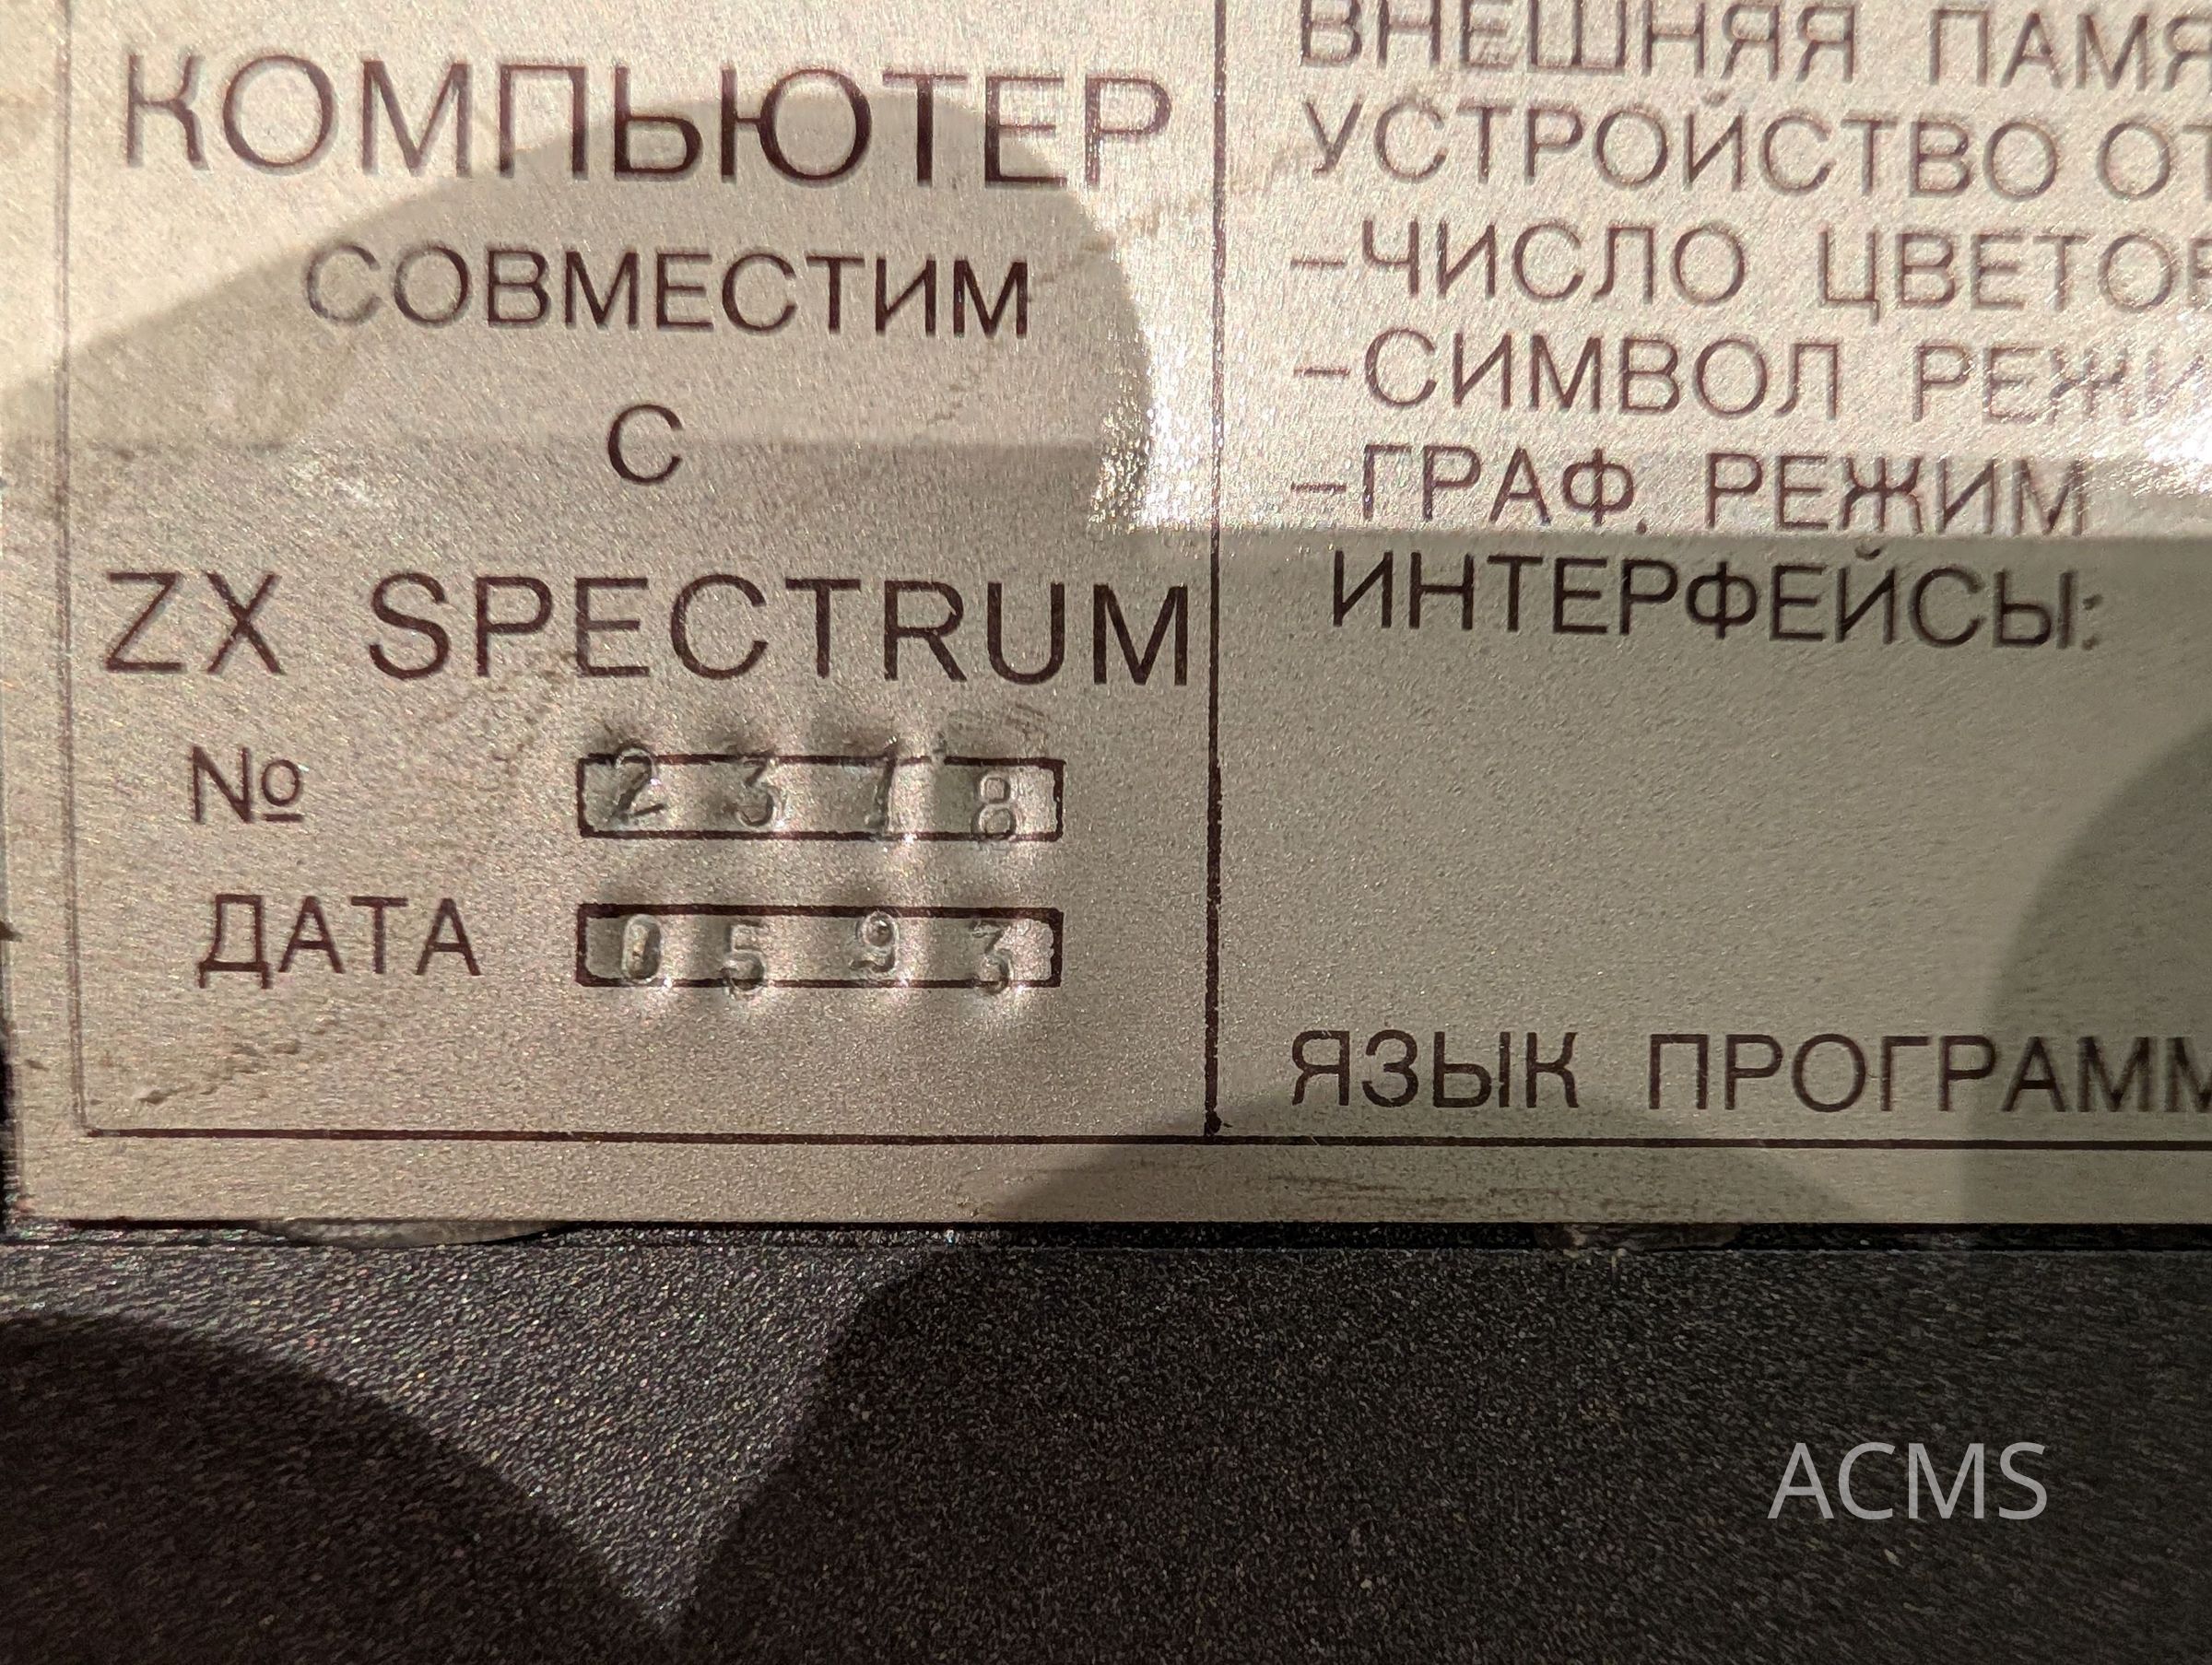 КОМПЬЮТЕР
СОВМЕСТИМ
С
ZX SPECTRUM
№ 2378
ДАТА 0593
ВНЕШНЯЯ
УСТРОЙСТВО
-ЧИСЛО
-СИМВОЛ
-ГРАФ. РЕЖИМ
ИНТЕРФЕЙСЫ:
ЯЗЫК
ACMS